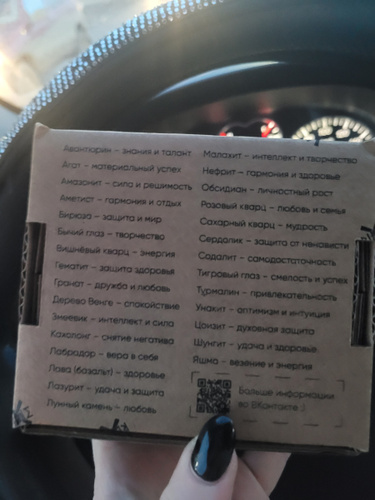 Авантюрин – знания и талант
Агат – материальный успех
Амазонит – сила и решимость
Аметист – гармония и отдых
Бирюза – защита и мир
Бычий глаз – творчество
Вишнёвый кварц – энергия
Гематит – защита здоровья
Гранат – дружба и любовь
Дерево Венге – спокойствие
Змеевик – интеллект и сила
Кахолонг – снятие негатива
Лабрадор – вера в себя
Лава (базальт) – здоровье
Лазурит – удача и защита
Лунный камень – любовь
Малахит – интеллект и творчество
Нефрит – гармония и здоровье
Обсидиан – личностный рост
Розовый кварц – любовь и семья
Сахарный кварц – мудрость
Сердолик – защита от ненависти
Содалит – самодостаточность
Тигровый глаз – смелость и успех
Турмалин – привлекательность
Унакит – оптимизм и интуиция
Цоизит – духовная защита
Шунгит – удача и здоровье
Яшма – везение и энергия
Больше информации
во ВКонтакте :)